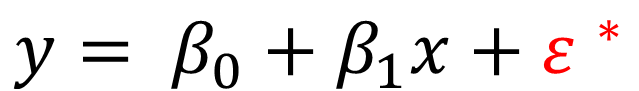 y = β₀ + β₁x + ε *